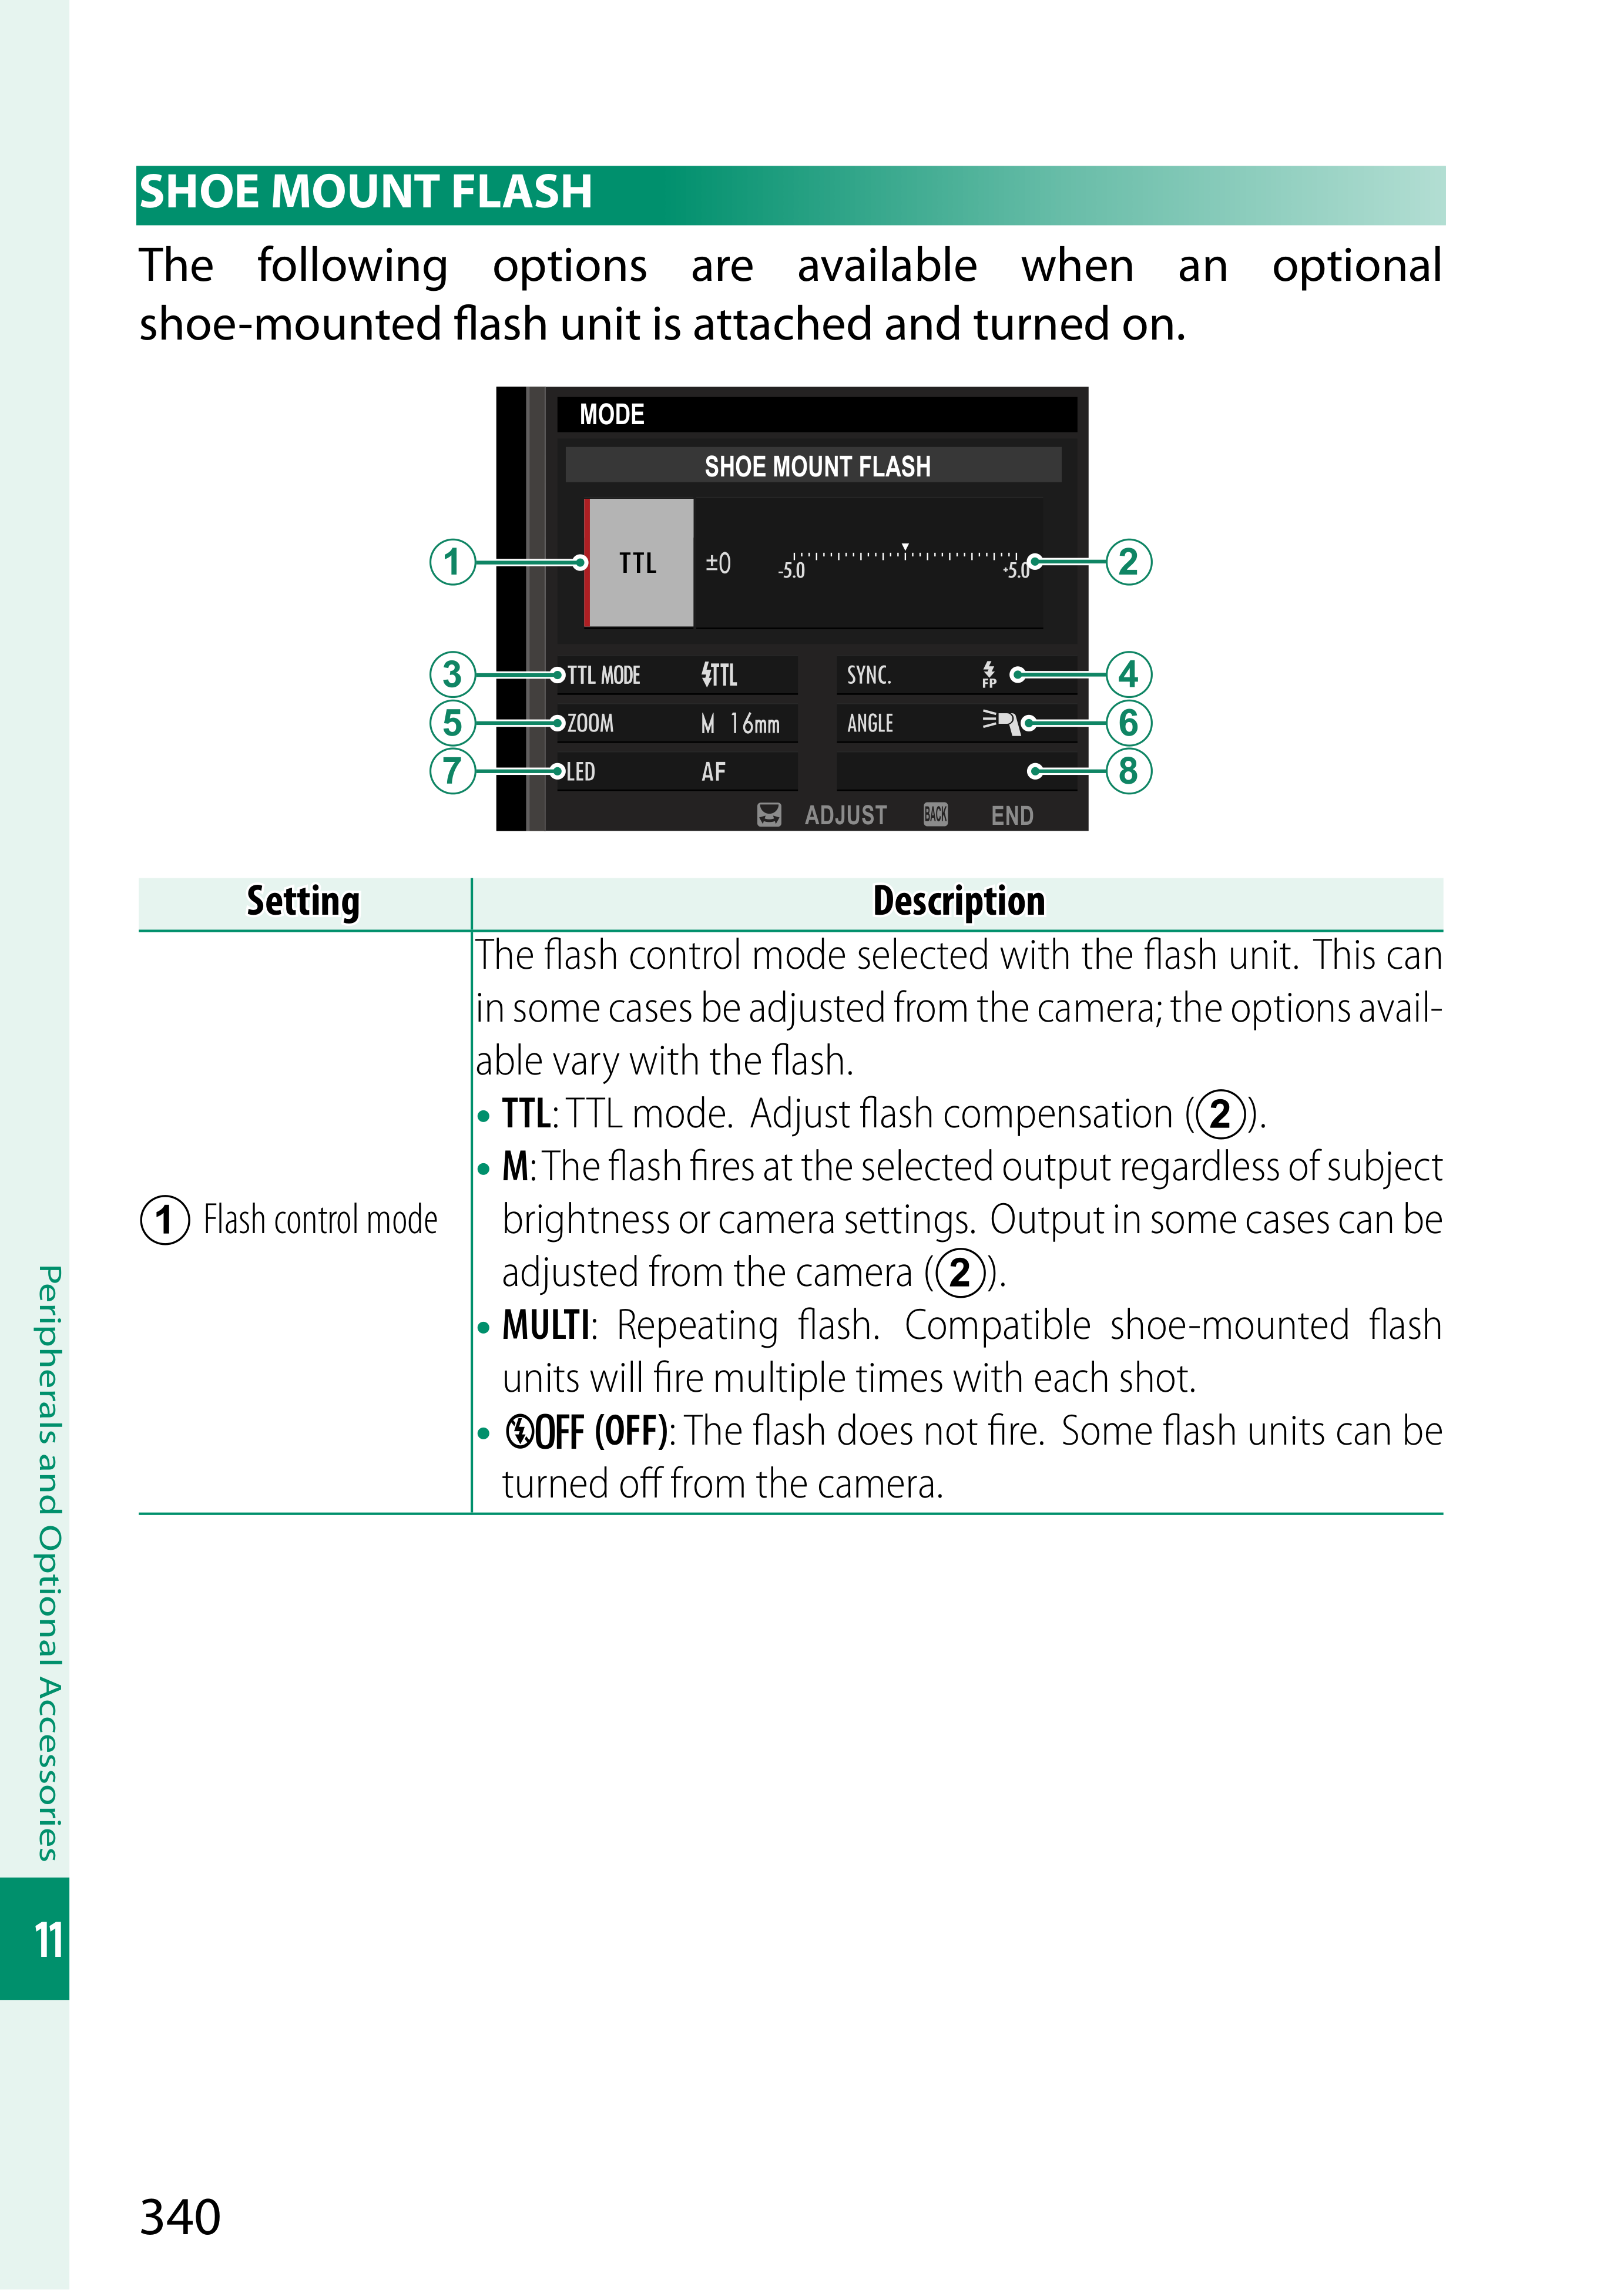 SHOE MOUNT FLASH
The following options are available when an optional
shoe-mounted flash unit is attached and turned on.
MODE
SHOE MOUNT FLASH
1 TTL ±0 -5.0 +5.0 2
3 TTL MODE TTL SYNC. FP 4
5 ZOOM M 16mm ANGLE 6
7 LED AF 8
ADJUST BACK END
Setting Description
The flash control mode selected with the flash unit. This can
in some cases be adjusted from the camera; the options avail-
able vary with the flash.
• TTL: TTL mode. Adjust flash compensation (②).
• M: The flash fires at the selected output regardless of subject
① Flash control mode brightness or camera settings. Output in some cases can be
adjusted from the camera (②).
• MULTI: Repeating flash. Compatible shoe-mounted flash
units will fire multiple times with each shot.
• OFF (OFF): The flash does not fire. Some flash units can be
turned off from the camera.
Peripherals and Optional Accessories
11
340